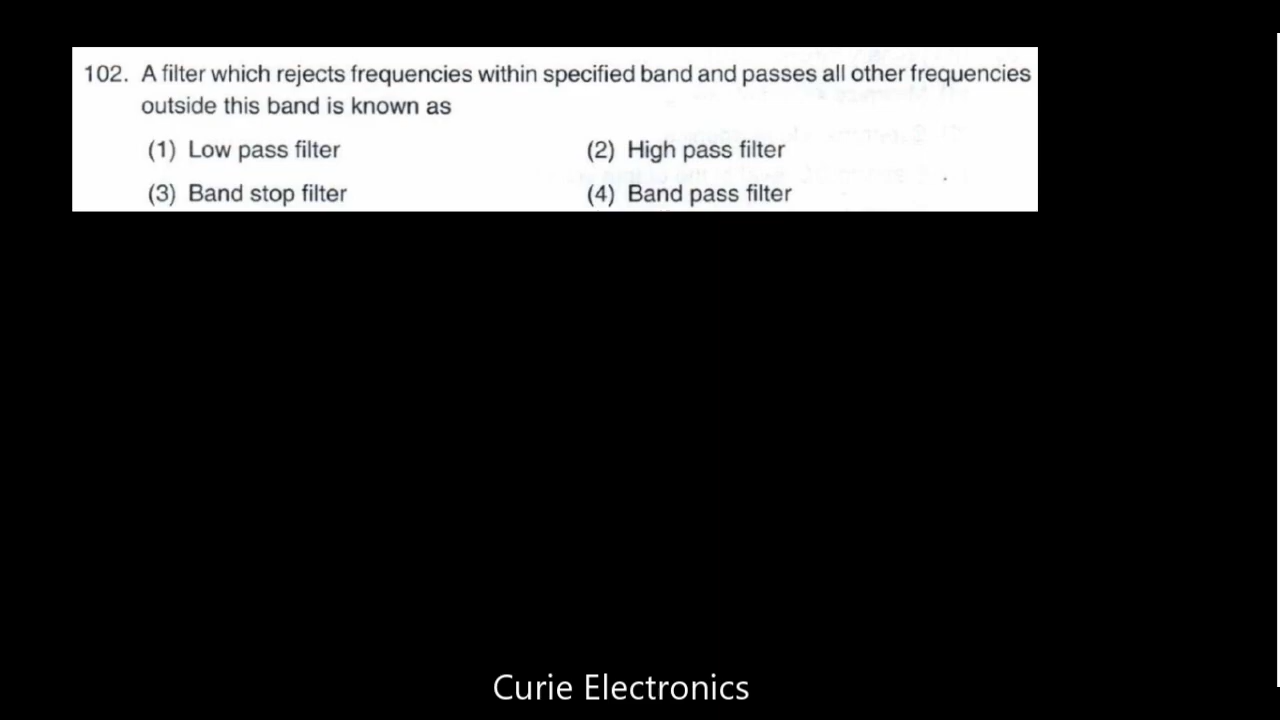 102. A filter which rejects frequencies within specified band and passes all other frequencies
outside this band is known as
(1) Low pass filter (2) High pass filter
(3) Band stop filter (4) Band pass filter
Curie Electronics